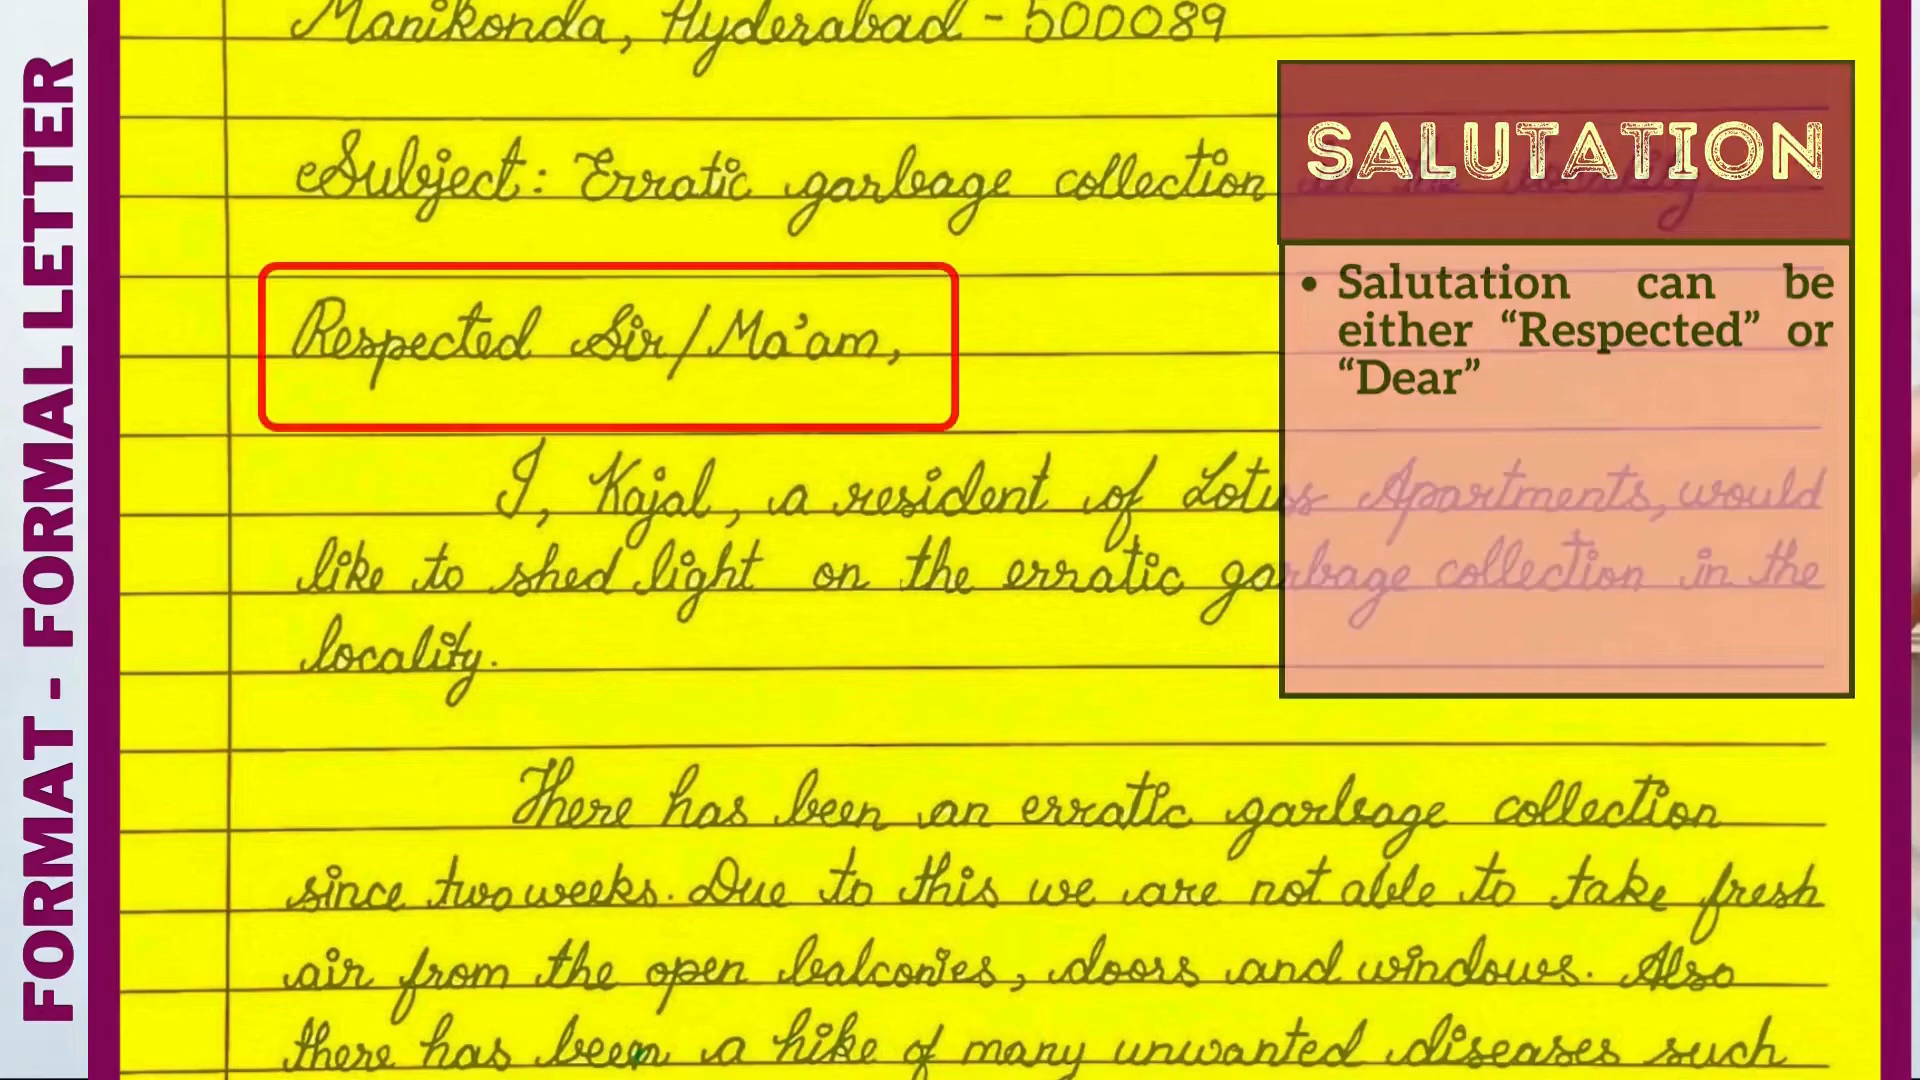 FORMAT - FORMAL LETTER
Manikonda, Hyderabad - 500089
Subject: Erratic garbage collection in the locality
Respected Sir/Ma'am,
I, Kajal, a resident of Lotus Apartments, would
like to shed light on the erratic garbage collection in the
locality.
There has been an erratic garbage collection
since two weeks. Due to this we are not able to take fresh
air from the open balconies, doors and windows. Also
there has been a hike of many unwanted diseases such
SALUTATION
• Salutation can be
either “Respected” or
“Dear”